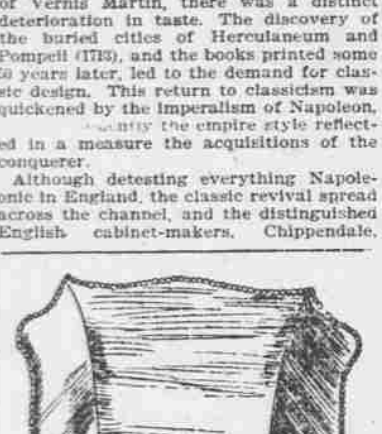 of Vernis Martin, there was a distinct
deterioration in taste. The discovery of
the buried cities of Herculaneum and
Pompeii (1713), and the books printed some
years later, led to the demand for clas-
sic design. This return to classicism was
quickened by the imperalism of Napoleon,
the empire style reflect-
ed in a measure the acquisitions of the
conquerer.
Although detesting everything Napole-
onic in England, the classic revival spread
across the channel, and the distinguished
English cabinet-makers, Chippendale,